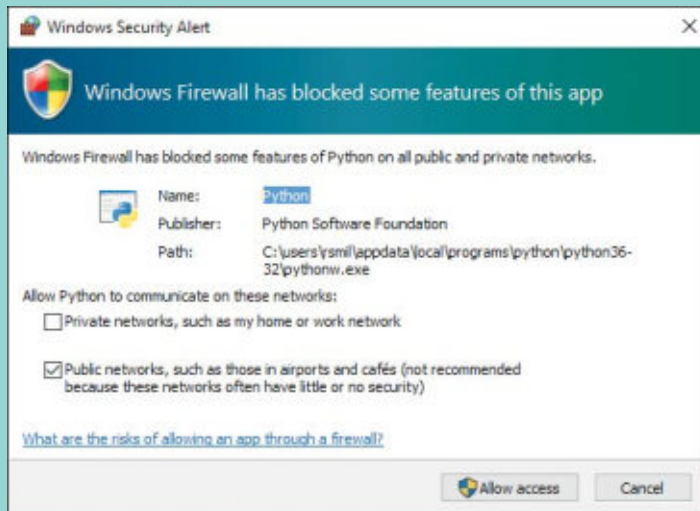 Windows Security Alert
Windows Firewall has blocked some features of this app
Windows Firewall has blocked some features of Python on all public and private networks.
Name: Python
Publisher: Python Software Foundation
Path: C:\users\rsmil\appdata\local\programs\python\python36-
32\pythonw.exe
Allow Python to communicate on these networks:
Private networks, such as my home or work network
Public networks, such as those in airports and cafés (not recommended
because these networks often have little or no security)
What are the risks of allowing an app through a firewall?
Allow access Cancel